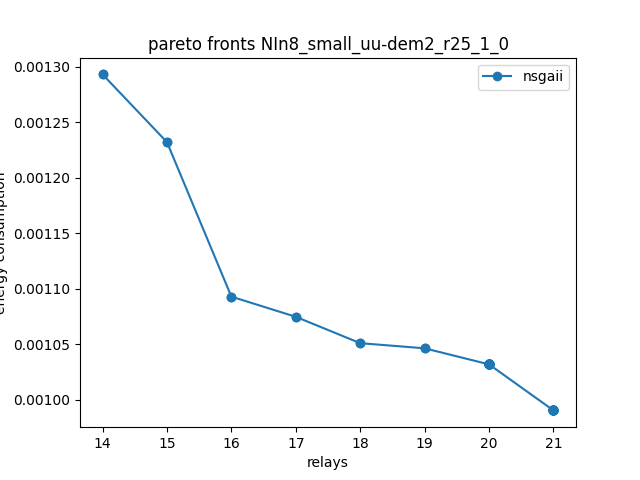 pareto fronts NIn8_small_uu-dem2_r25_1_0
nsgaii
0.00130
0.00125
0.00120
0.00115
0.00110
0.00105
0.00100
energy consumption
14 15 16 17 18 19 20 21
relays